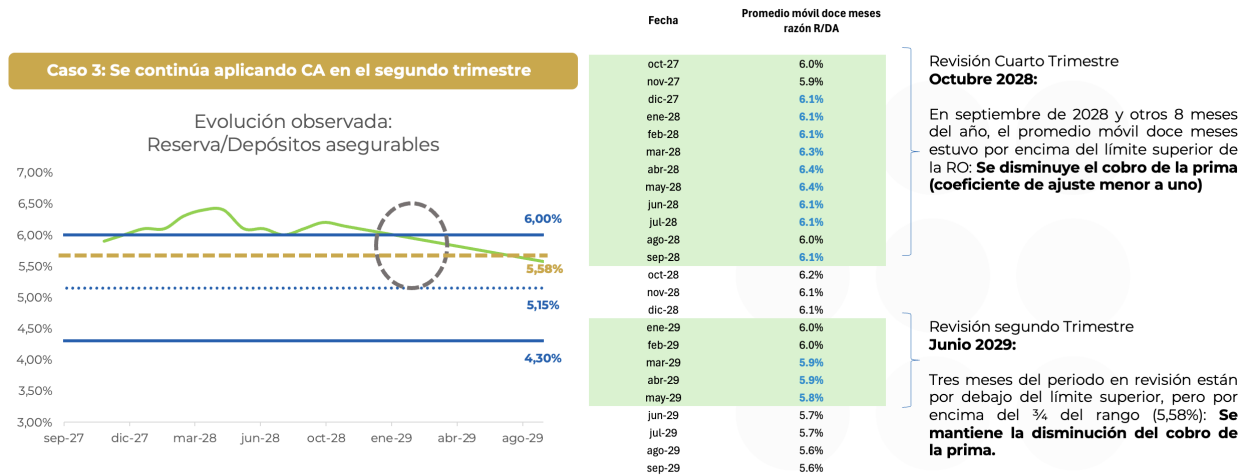 Caso 3: Se continúa aplicando CA en el segundo trimestre
Evolución observada:
Reserva/Depósitos asegurables
7,00%
6,50%
6,00%
5,50%
5,00%
4,50%
4,00%
3,50%
3,00%
6,00%
5,58%
5,15%
4,30%
sep-27 dic-27 mar-28 jun-28 oct-28 ene-29 abr-29 ago-29
Fecha Promedio móvil doce meses
razón R/DA
oct-27 6.0%
nov-27 5.9%
dic-27 6.1%
ene-28 6.1%
feb-28 6.1%
mar-28 6.3%
abr-28 6.4%
may-28 6.4%
jun-28 6.1%
jul-28 6.1%
ago-28 6.0%
sep-28 6.1%
oct-28 6.2%
nov-28 6.1%
dic-28 6.1%
ene-29 6.0%
feb-29 6.0%
mar-29 5.9%
abr-29 5.9%
may-29 5.8%
jun-29 5.7%
jul-29 5.7%
ago-29 5.6%
sep-29 5.6%
Revisión Cuarto Trimestre
Octubre 2028:
En septiembre de 2028 y otros 8 meses
del año, el promedio móvil doce meses
estuvo por encima del límite superior de
la RO: Se disminuye el cobro de la prima
(coeficiente de ajuste menor a uno)
Revisión segundo Trimestre
Junio 2029:
Tres meses del periodo en revisión están
por debajo del límite superior, pero por
encima del ¾ del rango (5,58%): Se
mantiene la disminución del cobro de
la prima.